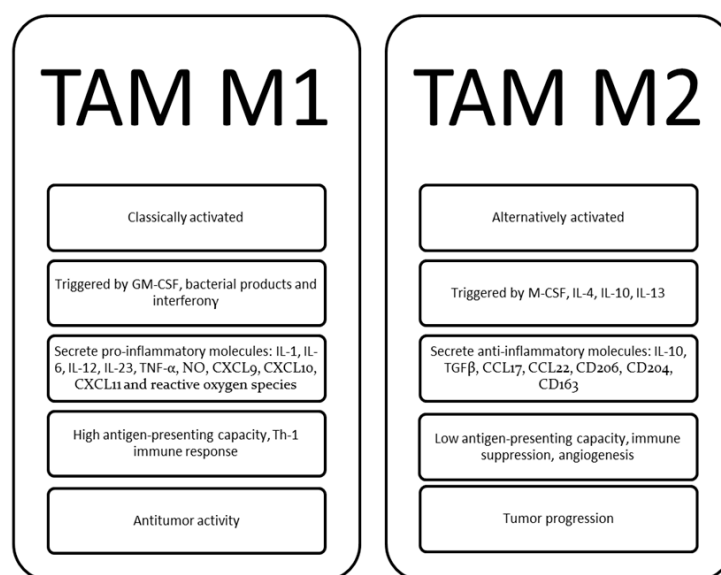 TAM M1
Classically activated
Triggered by GM-CSF, bacterial products and
interferony
Secrete pro-inflammatory molecules: IL-1, IL-
6, IL-12, IL-23, TNF-α, NO, CXCL9, CXCL10,
CXCL11 and reactive oxygen species
High antigen-presenting capacity, Th-1
immune response
Antitumor activity
TAM M2
Alternatively activated
Triggered by M-CSF, IL-4, IL-10, IL-13
Secrete anti-inflammatory molecules: IL-10,
TGFβ, CCL17, CCL22, CD206, CD204,
CD163
Low antigen-presenting capacity, immune
suppression, angiogenesis
Tumor progression